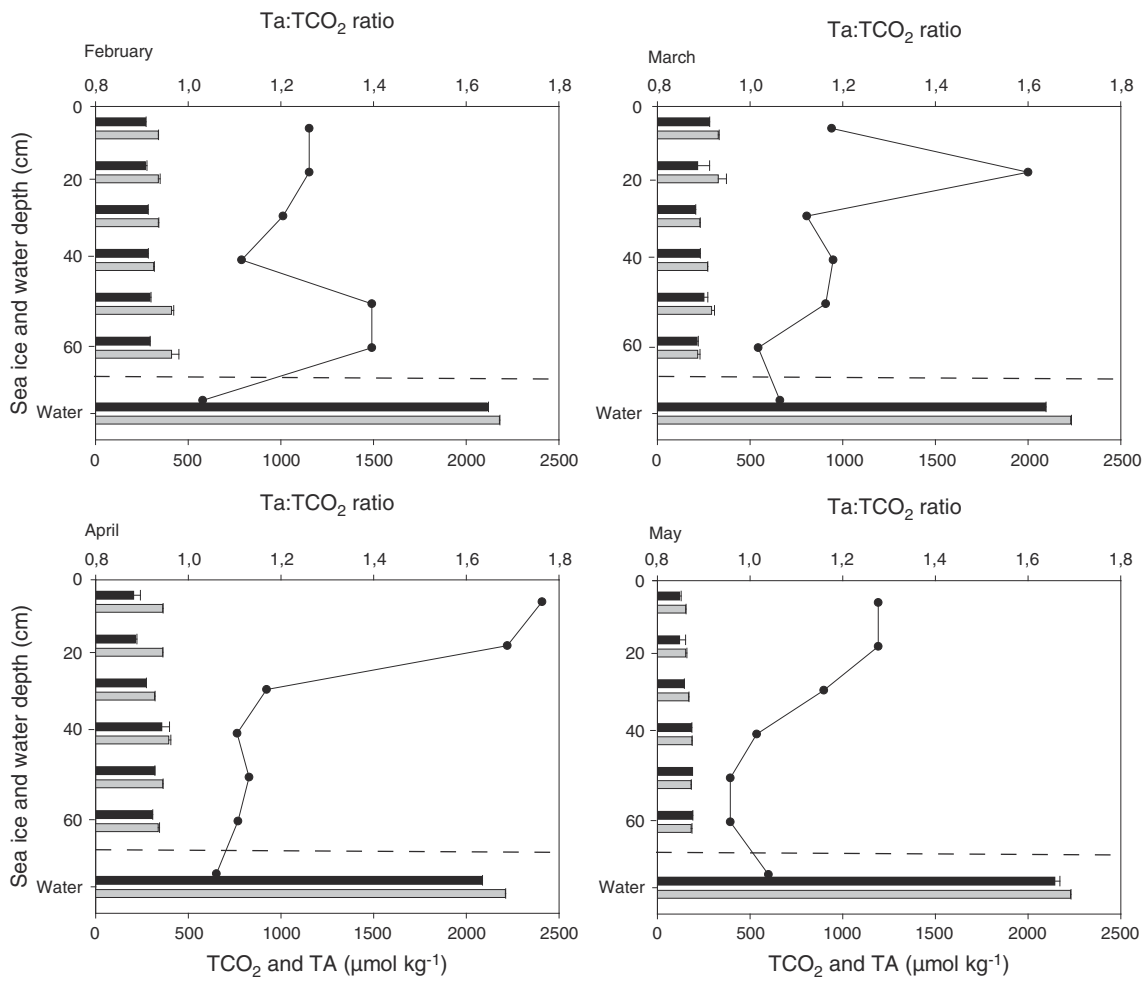 Ta:TCO₂ ratio
February
0,8 1,0 1,2 1,4 1,6 1,8
Sea ice and water depth (cm)
0
20
40
60
Water
0 500 1000 1500 2000 2500
Ta:TCO₂ ratio
March
0,8 1,0 1,2 1,4 1,6 1,8
0
20
40
60
Water
0 500 1000 1500 2000 2500
Ta:TCO₂ ratio
April
0,8 1,0 1,2 1,4 1,6 1,8
Sea ice and water depth (cm)
0
20
40
60
Water
0 500 1000 1500 2000 2500
TCO₂ and TA (μmol kg⁻¹)
Ta:TCO₂ ratio
May
0,8 1,0 1,2 1,4 1,6 1,8
0
20
40
60
Water
0 500 1000 1500 2000 2500
TCO₂ and TA (μmol kg⁻¹)